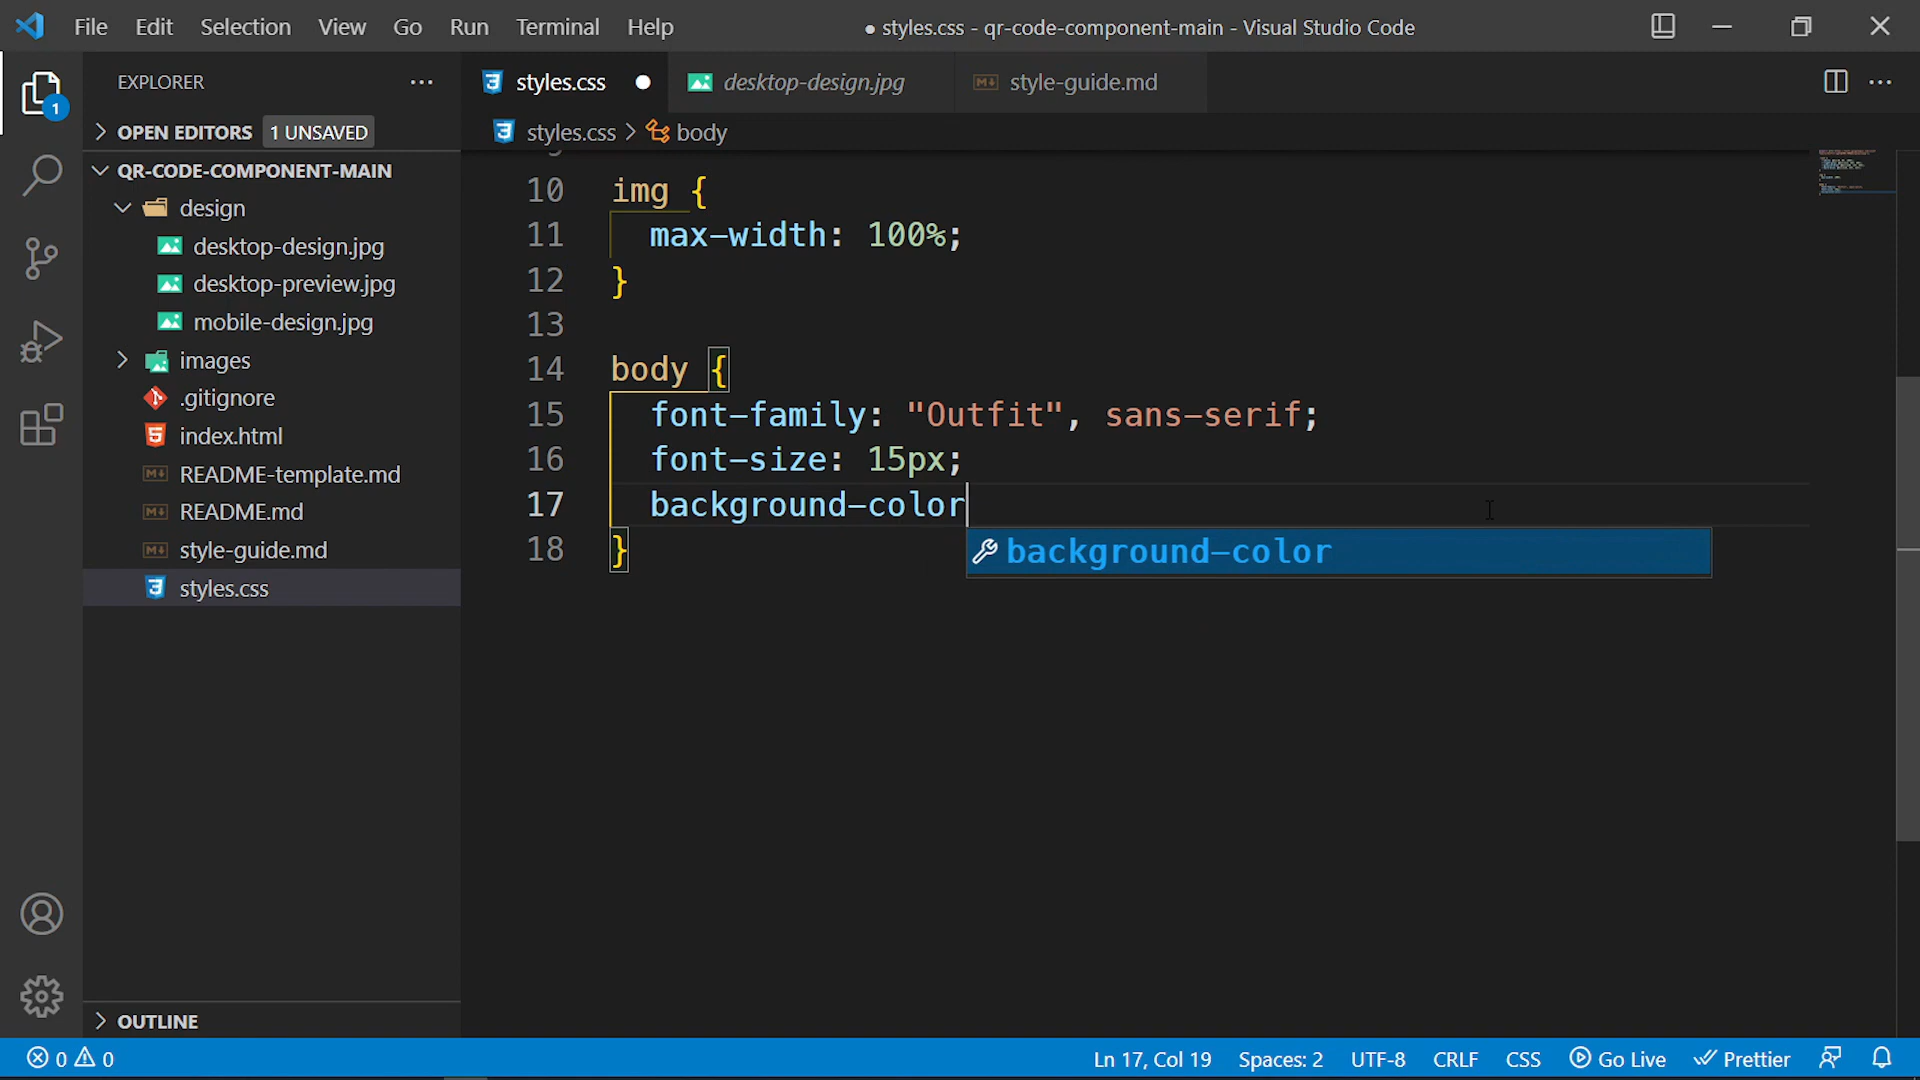 File Edit Selection View Go Run Terminal Help ● styles.css - qr-code-component-main - Visual Studio Code
EXPLORER
styles.css
desktop-design.jpg
style-guide.md
1
OPEN EDITORS 1 UNSAVED
styles.css > body
QR-CODE-COMPONENT-MAIN
design
desktop-design.jpg
desktop-preview.jpg
mobile-design.jpg
images
.gitignore
index.html
README-template.md
README.md
style-guide.md
styles.css
OUTLINE
10 img {
11 max-width: 100%;
12 }
13
14 body {
15 font-family: "Outfit", sans-serif;
16 font-size: 15px;
17 background-color
background-color
18 }
0 0 Ln 17, Col 19 Spaces: 2 UTF-8 CRLF CSS Go Live Prettier